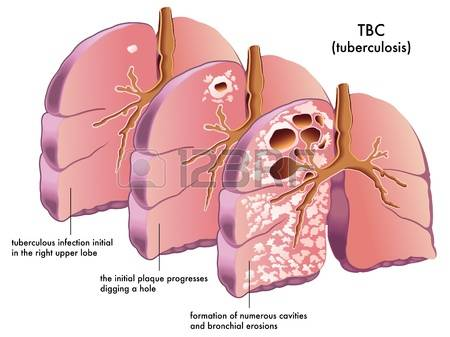 TBC
(tuberculosis)
123RF
tuberculous infection initial
in the right upper lobe
the initial plaque progresses
digging a hole
formation of numerous cavities
and bronchial erosions